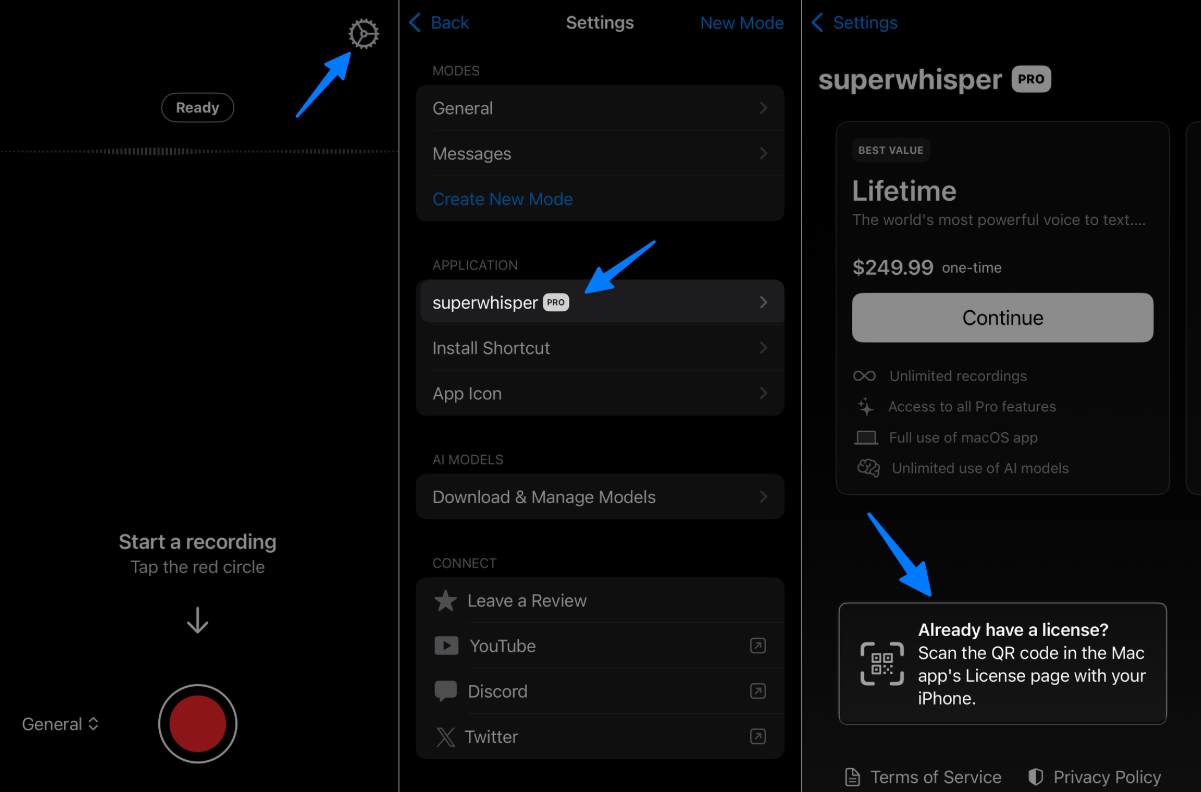 Ready
Start a recording
Tap the red circle
General
Back
Settings
New Mode
MODES
General
Messages
Create New Mode
APPLICATION
superwhisper PRO
Install Shortcut
App Icon
AI MODELS
Download & Manage Models
CONNECT
Leave a Review
YouTube
Discord
Twitter
Settings
superwhisper PRO
BEST VALUE
Lifetime
The world's most powerful voice to text....
$249.99 one-time
Continue
Unlimited recordings
Access to all Pro features
Full use of macOS app
Unlimited use of AI models
Already have a license?
Scan the QR code in the Mac
app's License page with your
iPhone.
Terms of Service
Privacy Policy